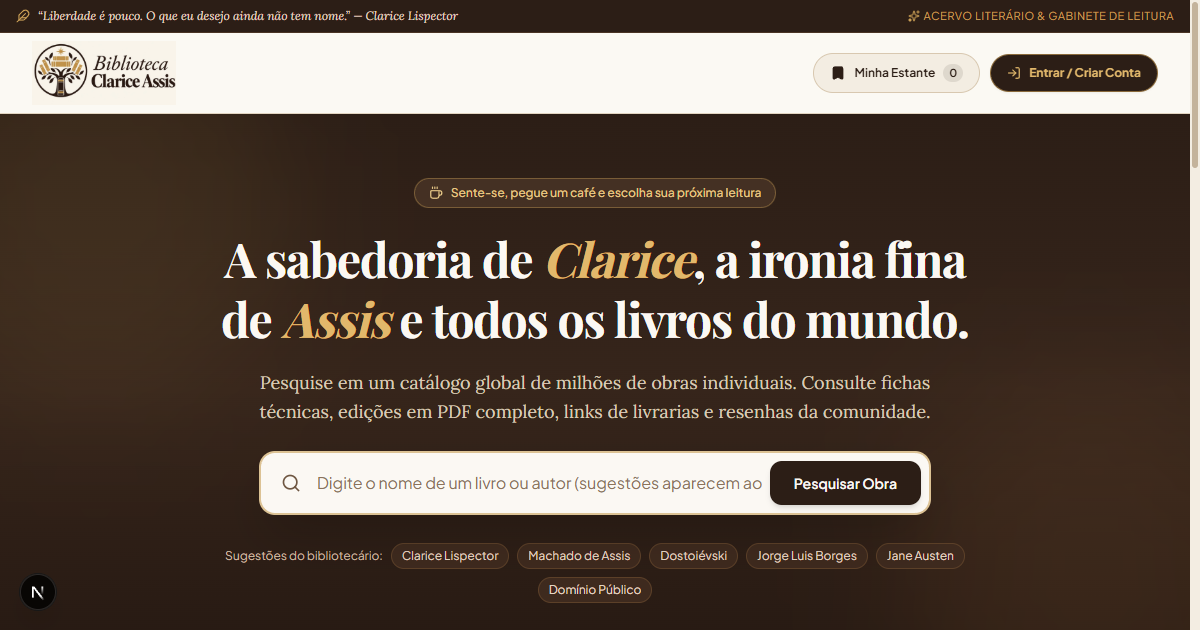 “Liberdade é pouco. O que eu desejo ainda não tem nome.” — Clarice Lispector
ACERVO LITERÁRIO & GABINETE DE LEITURA
Biblioteca
Clarice Assis
Minha Estante 0
Entrar / Criar Conta
Sente-se, pegue um café e escolha sua próxima leitura
A sabedoria de Clarice, a ironia fina
de Assis e todos os livros do mundo.
Pesquise em um catálogo global de milhões de obras individuais. Consulte fichas
técnicas, edições em PDF completo, links de livrarias e resenhas da comunidade.
Digite o nome de um livro ou autor (sugestões aparecem ao
Pesquisar Obra
Sugestões do bibliotecário:
Clarice Lispector
Machado de Assis
Dostoiévski
Jorge Luis Borges
Jane Austen
Domínio Público
N